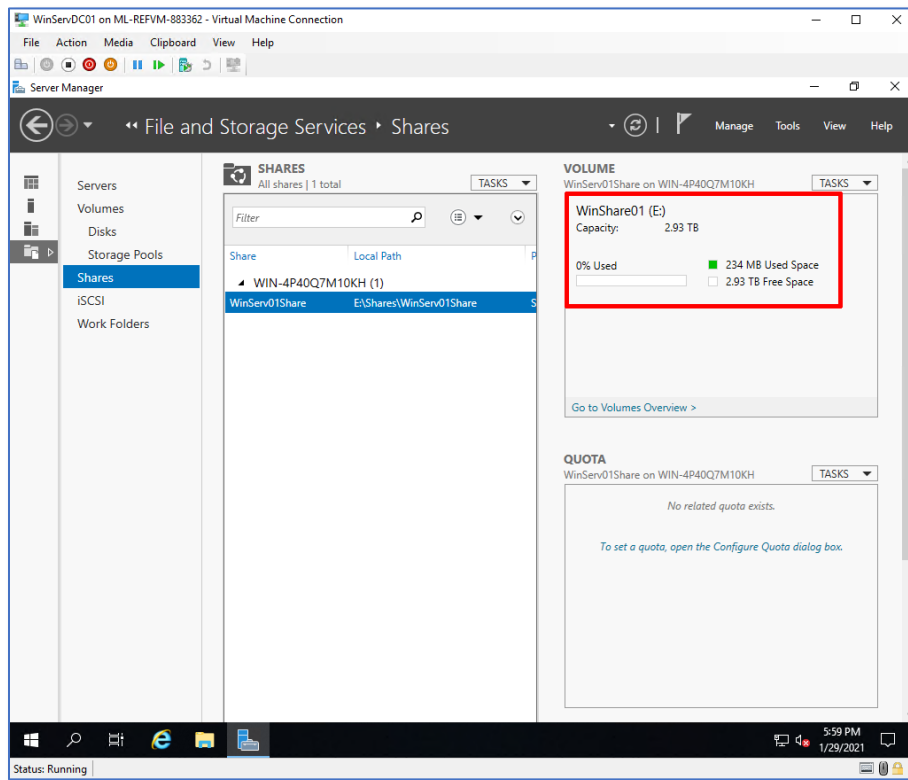 WinServDC01 on ML-REFVM-883362 - Virtual Machine Connection
File Action Media Clipboard View Help
Server Manager
File and Storage Services Shares
Manage Tools View Help
Servers
Volumes
Disks
Storage Pools
Shares
iSCSI
Work Folders
SHARES
All shares | 1 total
TASKS
Filter
Share Local Path P
WIN-4P40Q7M10KH (1)
WinServ01Share E:\Shares\WinServ01Share S
VOLUME
WinServ01Share on WIN-4P40Q7M10KH
TASKS
WinShare01 (E:)
Capacity: 2.93 TB
0% Used
234 MB Used Space
2.93 TB Free Space
Go to Volumes Overview >
QUOTA
WinServ01Share on WIN-4P40Q7M10KH
TASKS
No related quota exists.
To set a quota, open the Configure Quota dialog box.
5:59 PM
1/29/2021
Status: Running